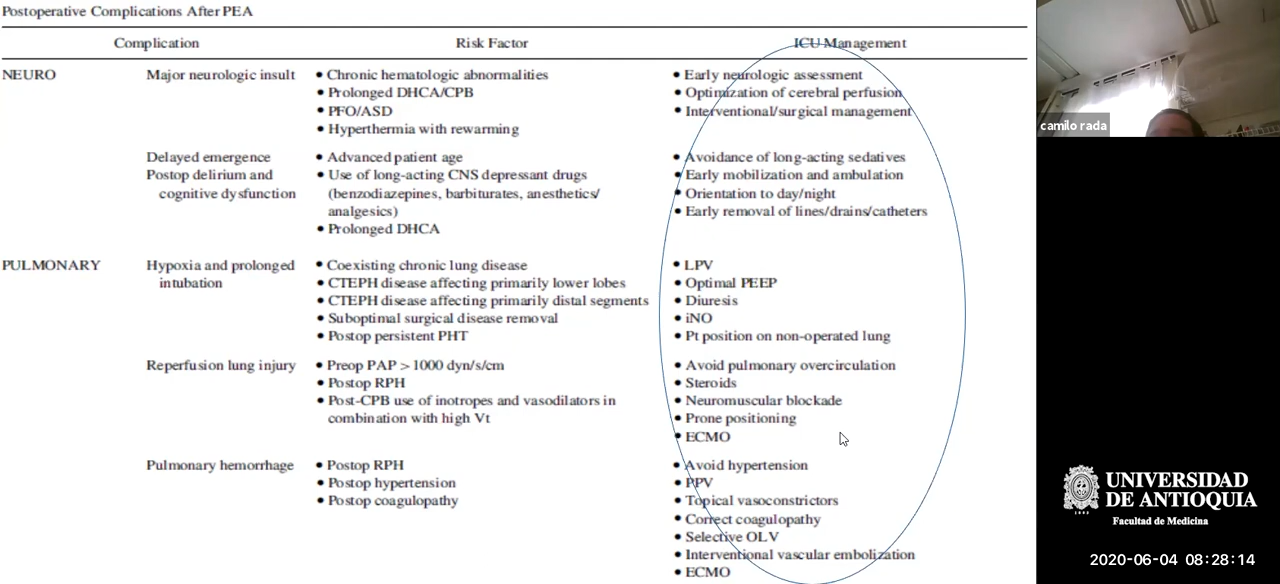 Postoperative Complications After PEA
Complication Risk Factor ICU Management
NEURO Major neurologic insult • Chronic hematologic abnormalities • Early neurologic assessment
• Prolonged DHCA/CPB • Optimization of cerebral perfusion
• PFO/ASD • Interventional/surgical management
• Hyperthermia with rewarming
Delayed emergence • Advanced patient age • Avoidance of long-acting sedatives
Postop delirium and • Use of long-acting CNS depressant drugs • Early mobilization and ambulation
cognitive dysfunction (benzodiazepines, barbiturates, anesthetics/ • Orientation to day/night
analgesics) • Early removal of lines/drains/catheters
• Prolonged DHCA
PULMONARY Hypoxia and prolonged • Coexisting chronic lung disease • LPV
intubation • CTEPH disease affecting primarily lower lobes • Optimal PEEP
• CTEPH disease affecting primarily distal segments • Diuresis
• Suboptimal surgical disease removal • iNO
• Postop persistent PHT • Pt position on non-operated lung
Reperfusion lung injury • Preop PAP > 1000 dyn/s/cm • Avoid pulmonary overcirculation
• Postop RPH • Steroids
• Post-CPB use of inotropes and vasodilators in • Neuromuscular blockade
combination with high Vt • Prone positioning
• ECMO
Pulmonary hemorrhage • Postop RPH • Avoid hypertension
• Postop hypertension • PPV
• Postop coagulopathy • Topical vasoconstrictors
• Correct coagulopathy
• Selective OLV
• Interventional vascular embolization
• ECMO
camilo rada
UNIVERSIDAD
DE ANTIOQUIA
1803
Facultad de Medicina
2020-06-04 08:28:14